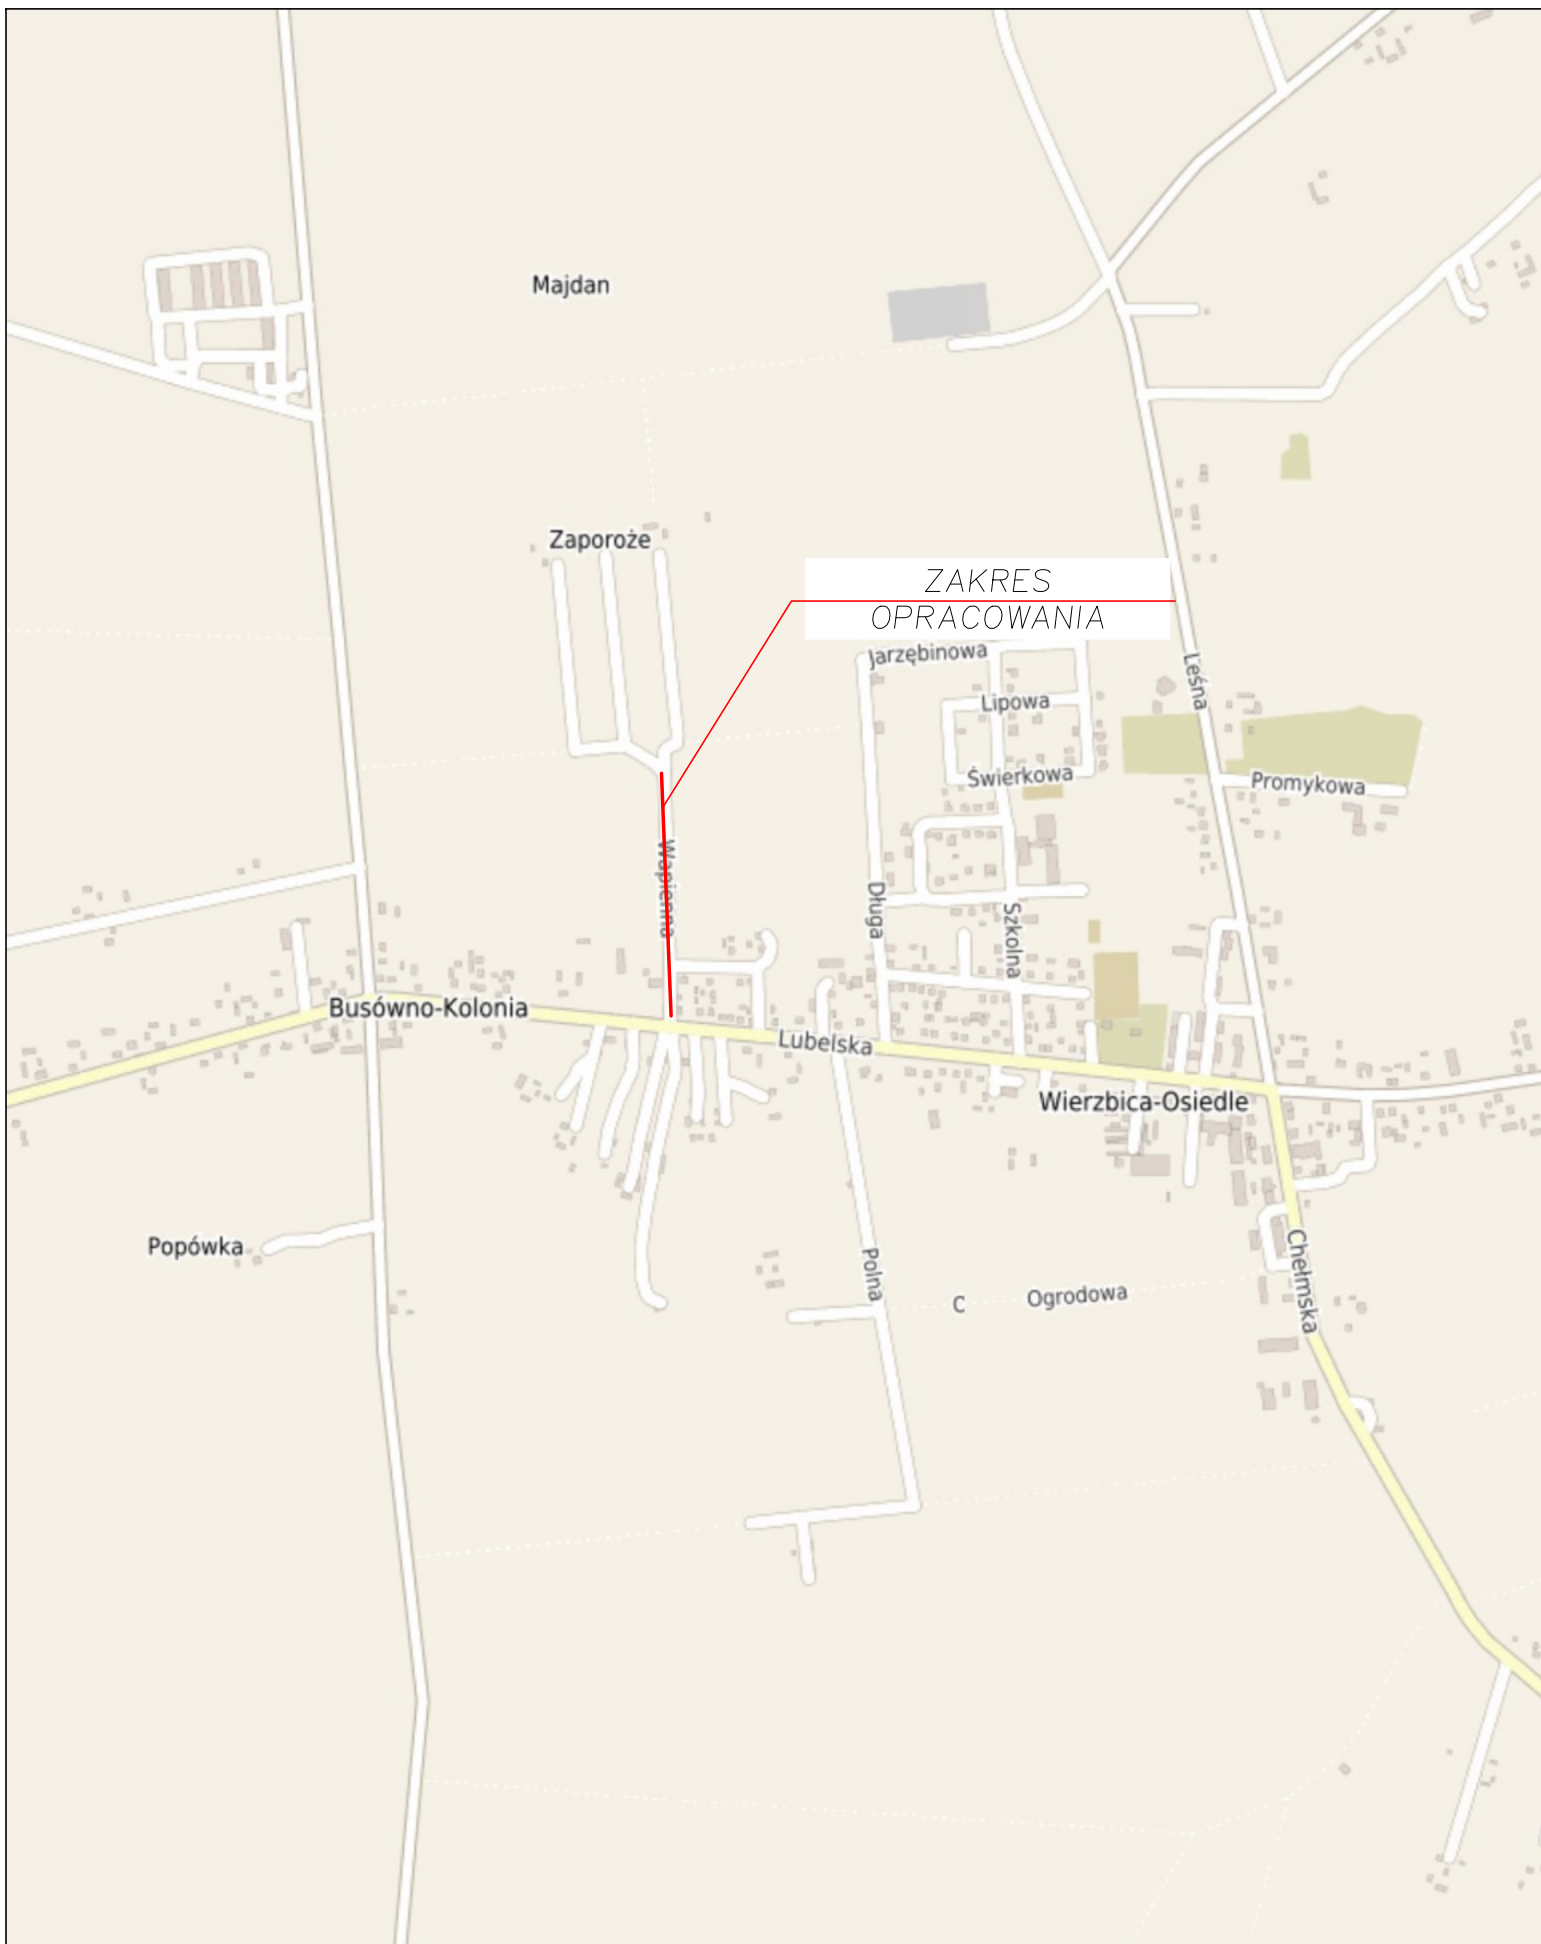 Majdan
Zaporoże
ZAKRES
OPRACOWANIA
Jarzębinowa
Leśna
Lipowa
Świerkowa
Promykowa
Wapienna
Długa
Szkolna
Busówno-Kolonia
Lubelska
Wierzbica-Osiedle
Popówka
Polna
Chełmska
C
Ogrodowa